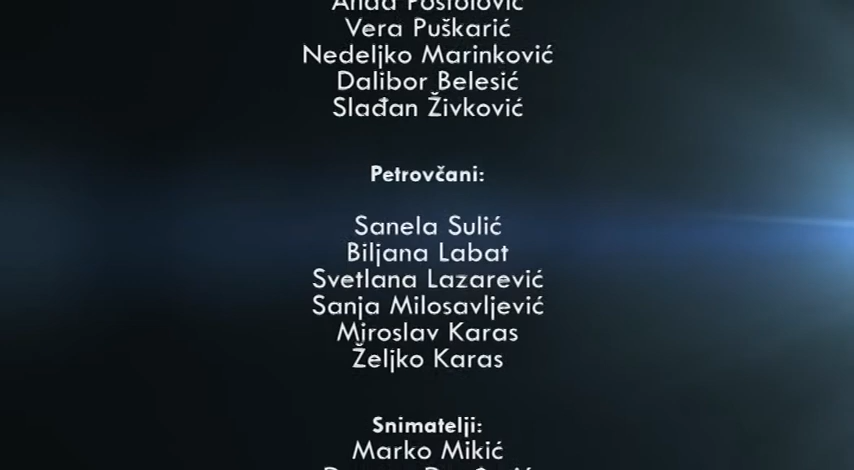 Vera Puškarić
Nedeljko Marinković
Dalibor Belesić
Slađan Živković
Petrovčani:
Sanela Sulić
Biljana Labat
Svetlana Lazarević
Sanja Milosavljević
Miroslav Karas
Željko Karas
Snimatelji:
Marko Mikić